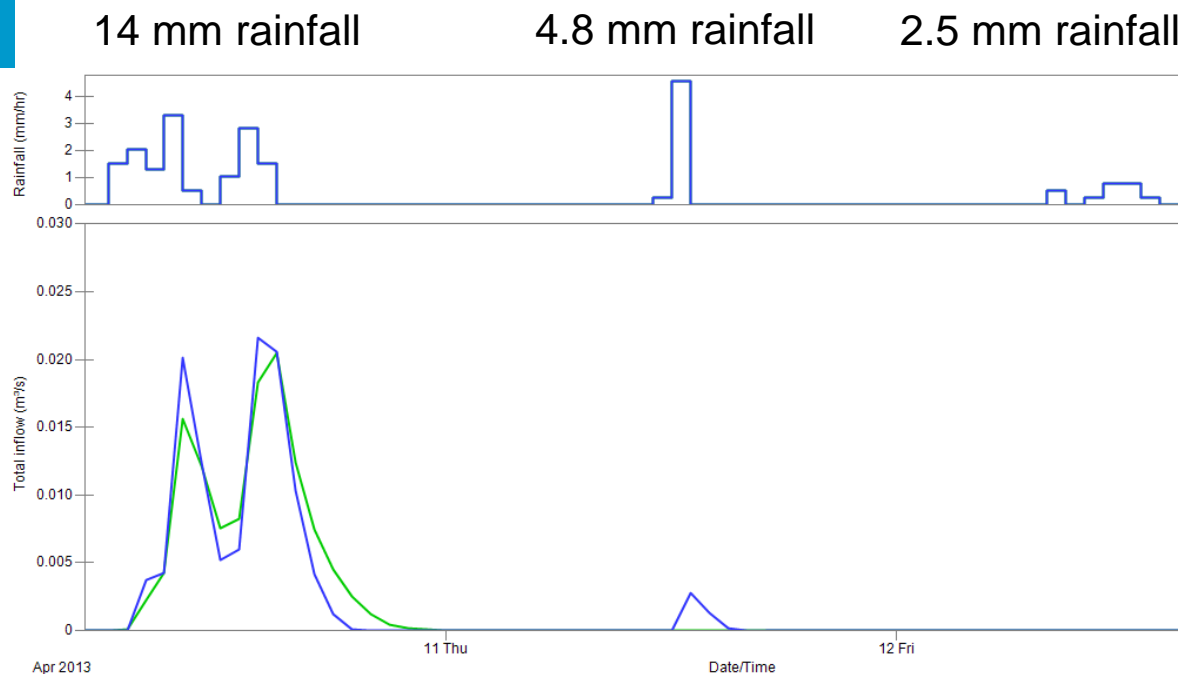 14 mm rainfall 4.8 mm rainfall 2.5 mm rainfall
Rainfall (mm/hr)
4
3
2
1
0
Total inflow (m³/s)
0.030
0.025
0.020
0.015
0.010
0.005
0
11 Thu 12 Fri
Apr 2013 Date/Time